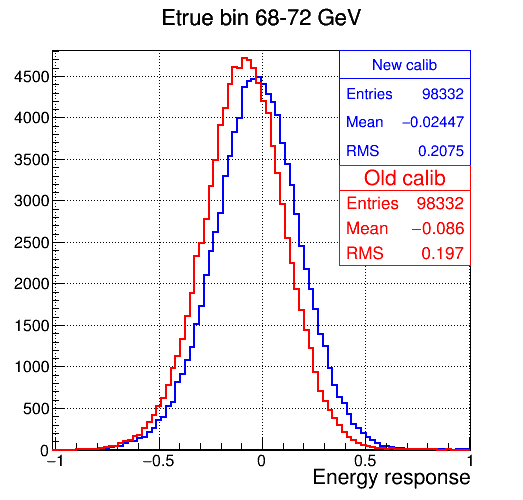 Etrue bin 68-72 GeV
New calib
Entries 98332
Mean −0.02447
RMS 0.2075
Old calib
Entries 98332
Mean −0.086
RMS 0.197
4500
4000
3500
3000
2500
2000
1500
1000
500
0
−1 −0.5 0 0.5 1
Energy response